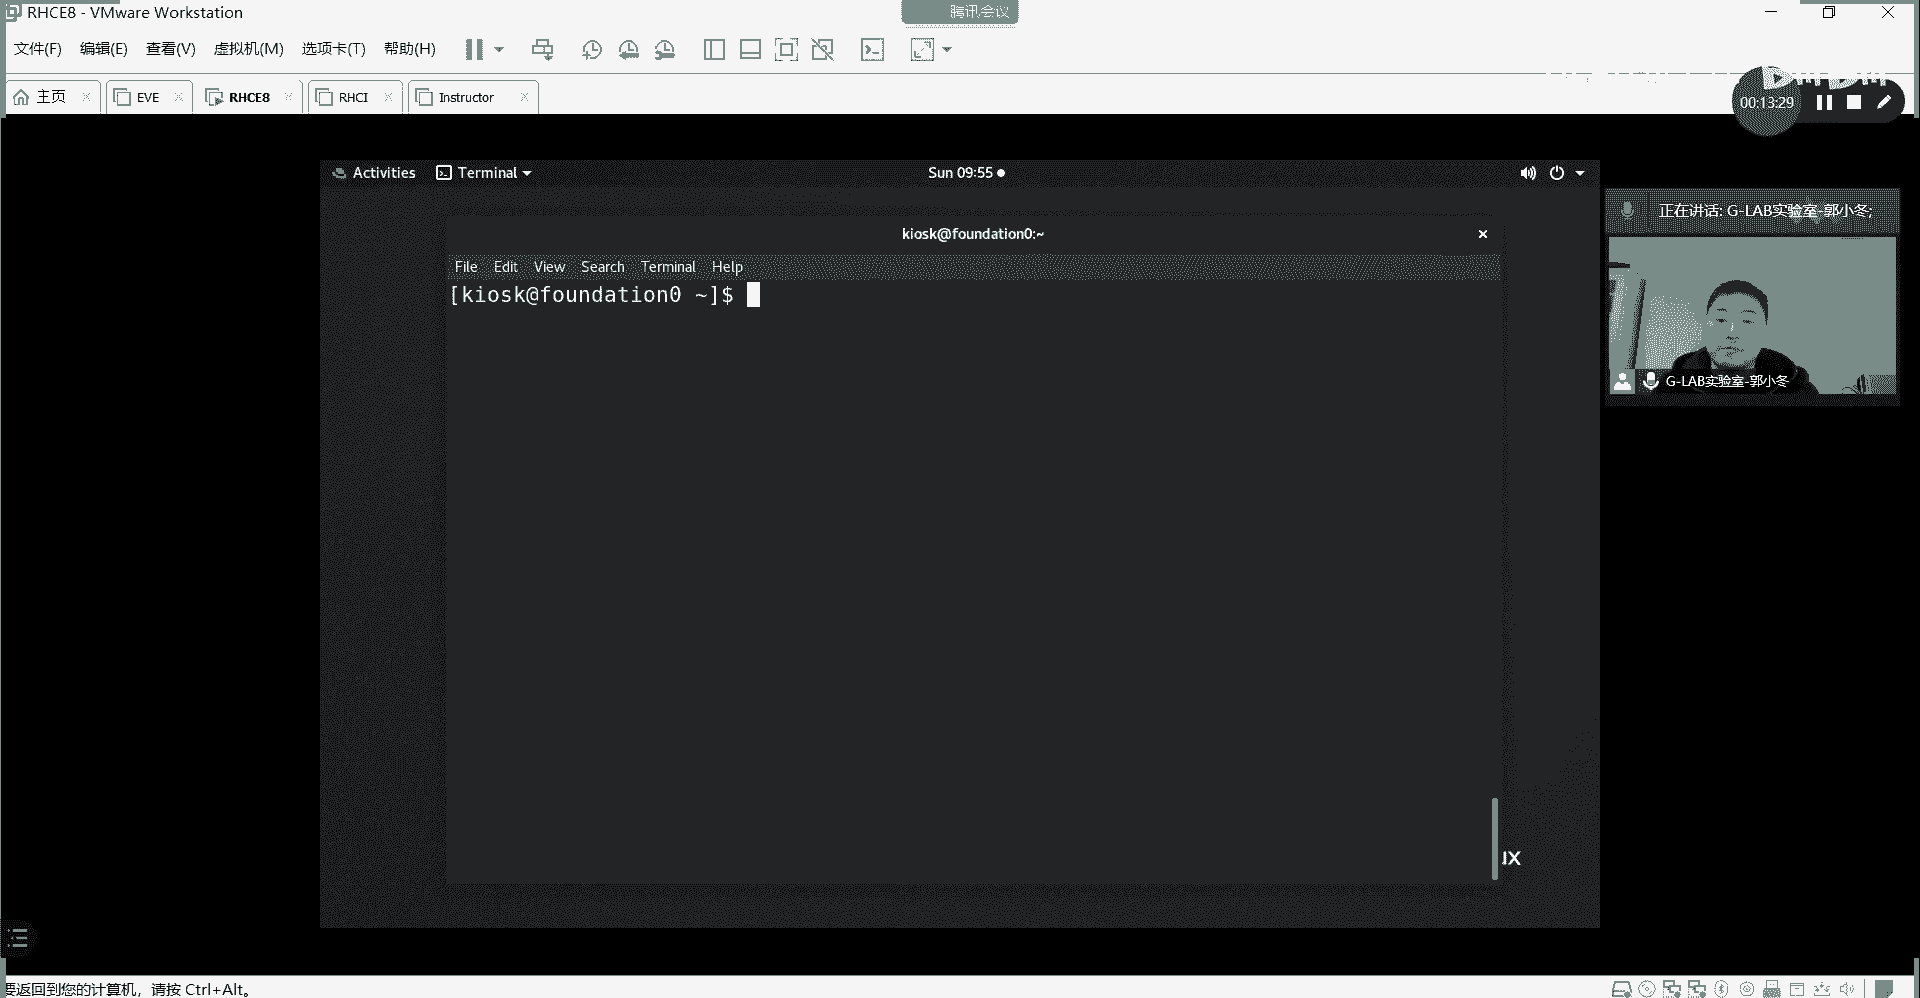 RHCE8 - VMware Workstation
腾讯会议
文件(F) 编辑(E) 查看(V) 虚拟机(M) 选项卡(T) 帮助(H)
主页 EVE RHCE8 RHCI Instructor
00:13:29
Activities Terminal Sun 09:55
正在讲话: G-LAB实验室-郭小冬;
kiosk@foundation0:~
File Edit View Search Terminal Help
[kiosk@foundation0 ~]$
G-LAB实验室-郭小冬
要返回到您的计算机，请按 Ctrl+Alt。